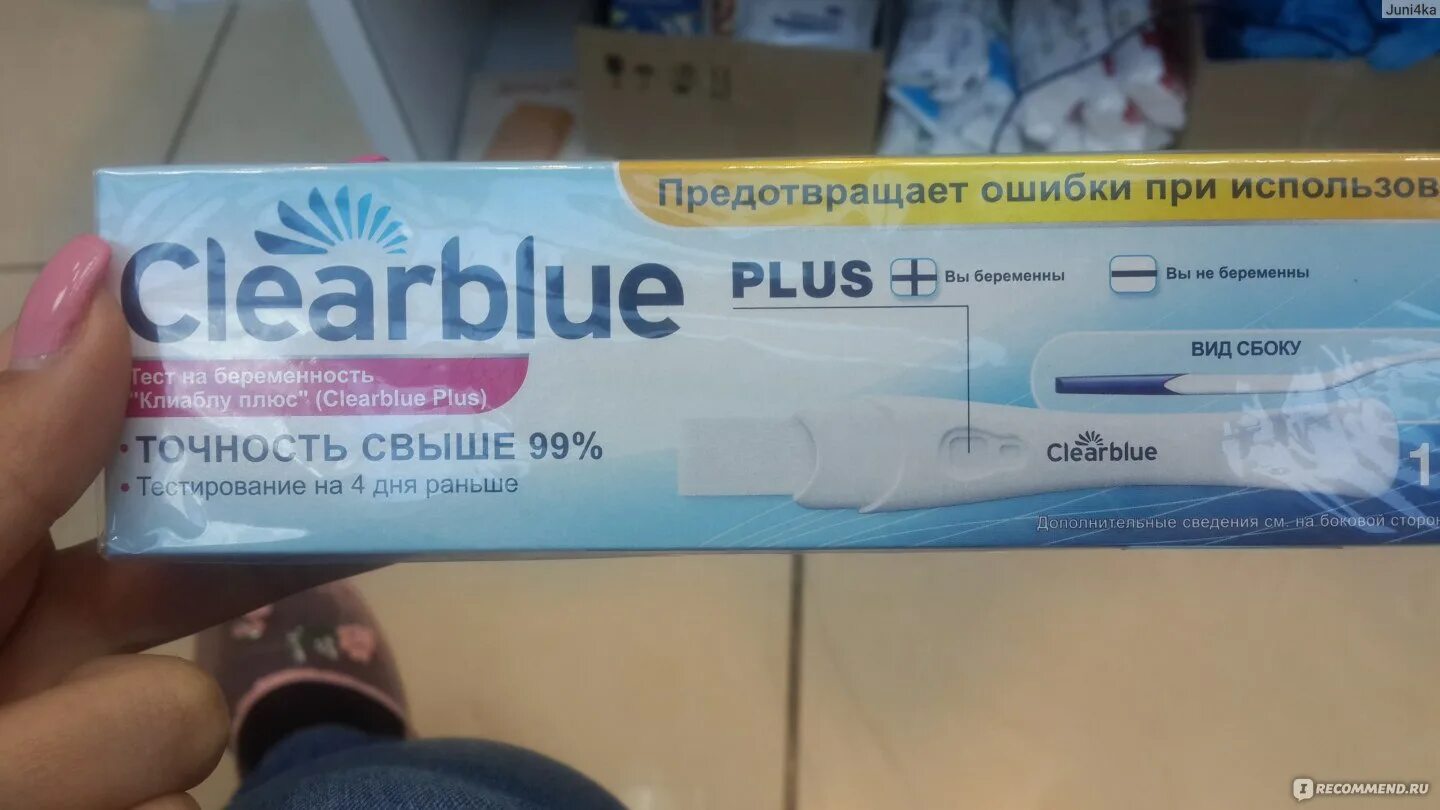 Juni4ka
Предотвращает ошибки при использов
Clearblue
PLUS
Вы беременны
Вы не беременны
ВИД СБОКУ
Тест на беременность
"Клиаблу плюс" (Clearblue Plus)
• ТОЧНОСТЬ СВЫШЕ 99%
• Тестирование на 4 дня раньше
Clearblue
1
Дополнительные сведения см. на боковой сторон
I RECOMMEND.RU